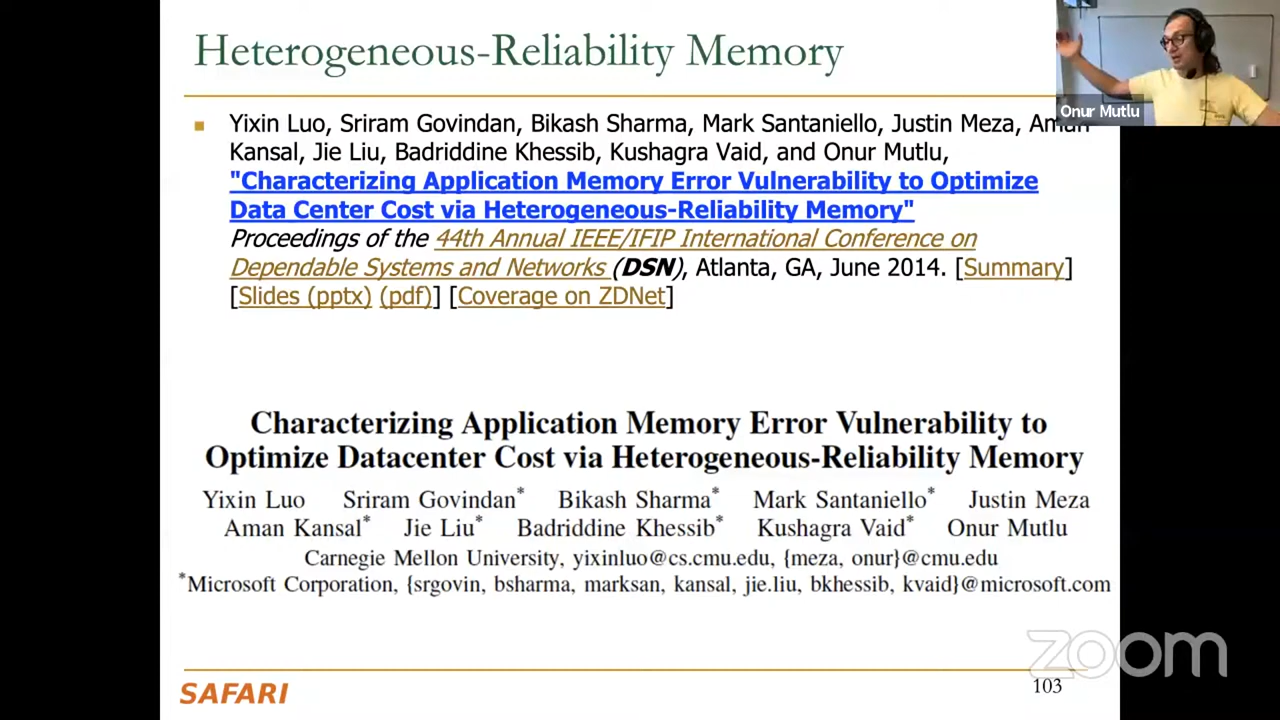 Heterogeneous-Reliability Memory
Onur Mutlu
Yixin Luo, Sriram Govindan, Bikash Sharma, Mark Santaniello, Justin Meza, Aman
Kansal, Jie Liu, Badriddine Khessib, Kushagra Vaid, and Onur Mutlu,
"Characterizing Application Memory Error Vulnerability to Optimize
Data Center Cost via Heterogeneous-Reliability Memory"
Proceedings of the 44th Annual IEEE/IFIP International Conference on
Dependable Systems and Networks (DSN), Atlanta, GA, June 2014. [Summary]
[Slides (pptx) (pdf)] [Coverage on ZDNet]
Characterizing Application Memory Error Vulnerability to
Optimize Datacenter Cost via Heterogeneous-Reliability Memory
Yixin Luo Sriram Govindan* Bikash Sharma* Mark Santaniello* Justin Meza
Aman Kansal* Jie Liu* Badriddine Khessib* Kushagra Vaid* Onur Mutlu
Carnegie Mellon University, yixinluo@cs.cmu.edu, {meza, onur}@cmu.edu
*Microsoft Corporation, {srgovin, bsharma, marksan, kansal, jie.liu, bkhessib, kvaid}@microsoft.com
zoom
SAFARI
103